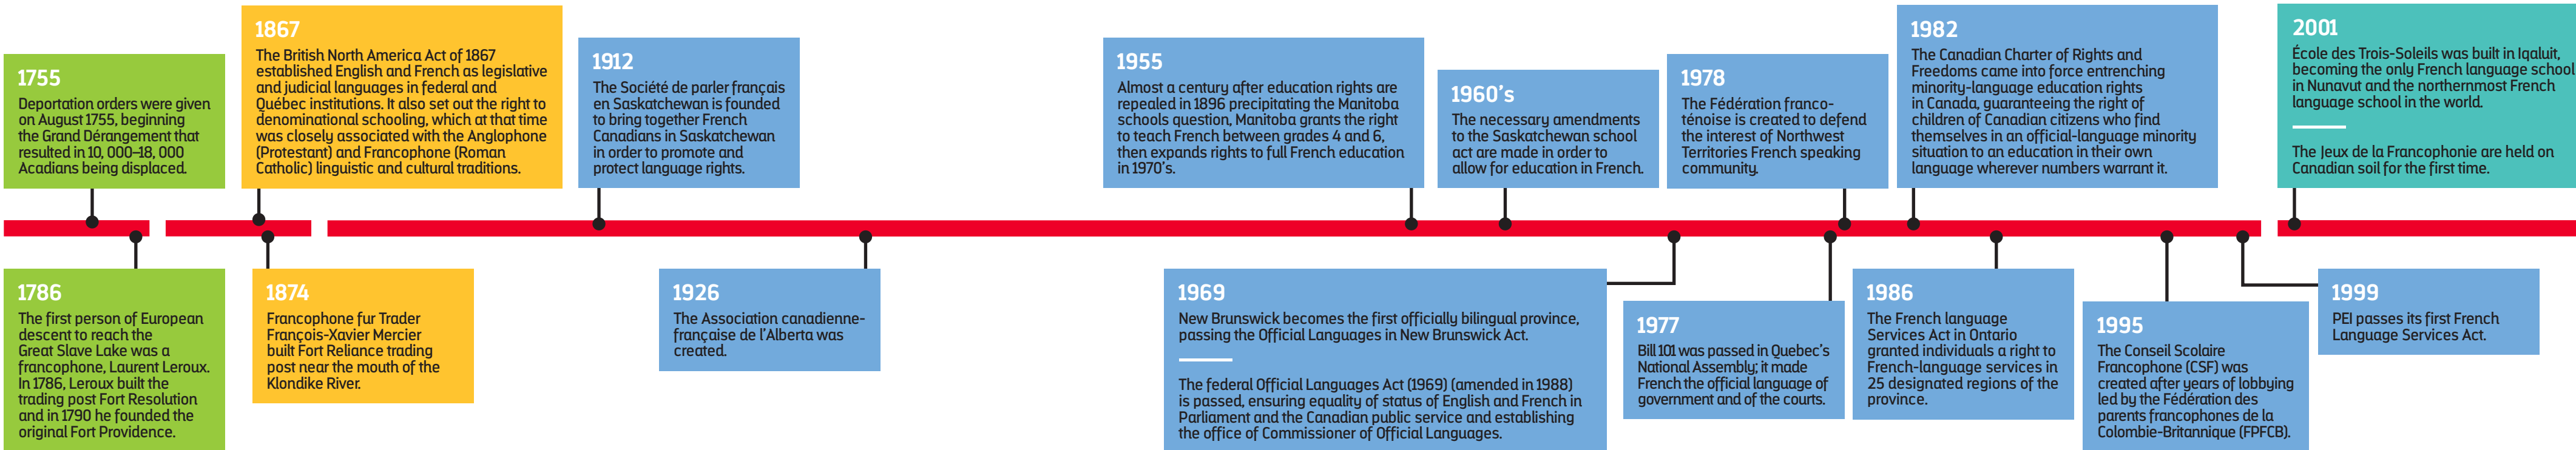 1755
Deportation orders were given
on August 1755, beginning
the Grand Dérangement that
resulted in 10, 000–18, 000
Acadians being displaced.
1867
The British North America Act of 1867
established English and French as legislative
and judicial languages in federal and
Québec institutions. It also set out the right to
denominational schooling, which at that time
was closely associated with the Anglophone
(Protestant) and Francophone (Roman
Catholic) linguistic and cultural traditions.
1912
The Société de parler français
en Saskatchewan is founded
to bring together French
Canadians in Saskatchewan
in order to promote and
protect language rights.
1955
Almost a century after education rights are
repealed in 1896 precipitating the Manitoba
schools question, Manitoba grants the right
to teach French between grades 4 and 6,
then expands rights to full French education
in 1970's.
1960's
The necessary amendments
to the Saskatchewan school
act are made in order to
allow for education in French.
1978
The Fédération franco-
ténoise is created to defend
the interest of Northwest
Territories French speaking
community.
1982
The Canadian Charter of Rights and
Freedoms came into force entrenching
minority-language education rights
in Canada, guaranteeing the right of
children of Canadian citizens who find
themselves in an official-language minority
situation to an education in their own
language wherever numbers warrant it.
2001
École des Trois-Soleils was built in Iqaluit,
becoming the only French language school
in Nunavut and the northernmost French
language school in the world.
The Jeux de la Francophonie are held on
Canadian soil for the first time.
1786
The first person of European
descent to reach the
Great Slave Lake was a
francophone, Laurent Leroux.
In 1786, Leroux built the
trading post Fort Resolution
and in 1790 he founded the
original Fort Providence.
1874
Francophone fur Trader
François-Xavier Mercier
built Fort Reliance trading
post near the mouth of the
Klondike River.
1926
The Association canadienne-
française de l'Alberta was
created.
1969
New Brunswick becomes the first officially bilingual province,
passing the Official Languages in New Brunswick Act.
The federal Official Languages Act (1969) (amended in 1988)
is passed, ensuring equality of status of English and French in
Parliament and the Canadian public service and establishing
the office of Commissioner of Official Languages.
1977
Bill 101 was passed in Quebec's
National Assembly; it made
French the official language of
government and of the courts.
1986
The French language
Services Act in Ontario
granted individuals a right to
French-language services in
25 designated regions of the
province.
1995
The Conseil Scolaire
Francophone (CSF) was
created after years of lobbying
led by the Fédération des
parents francophones de la
Colombie-Britannique (FPFCB).
1999
PEI passes its first French
Language Services Act.